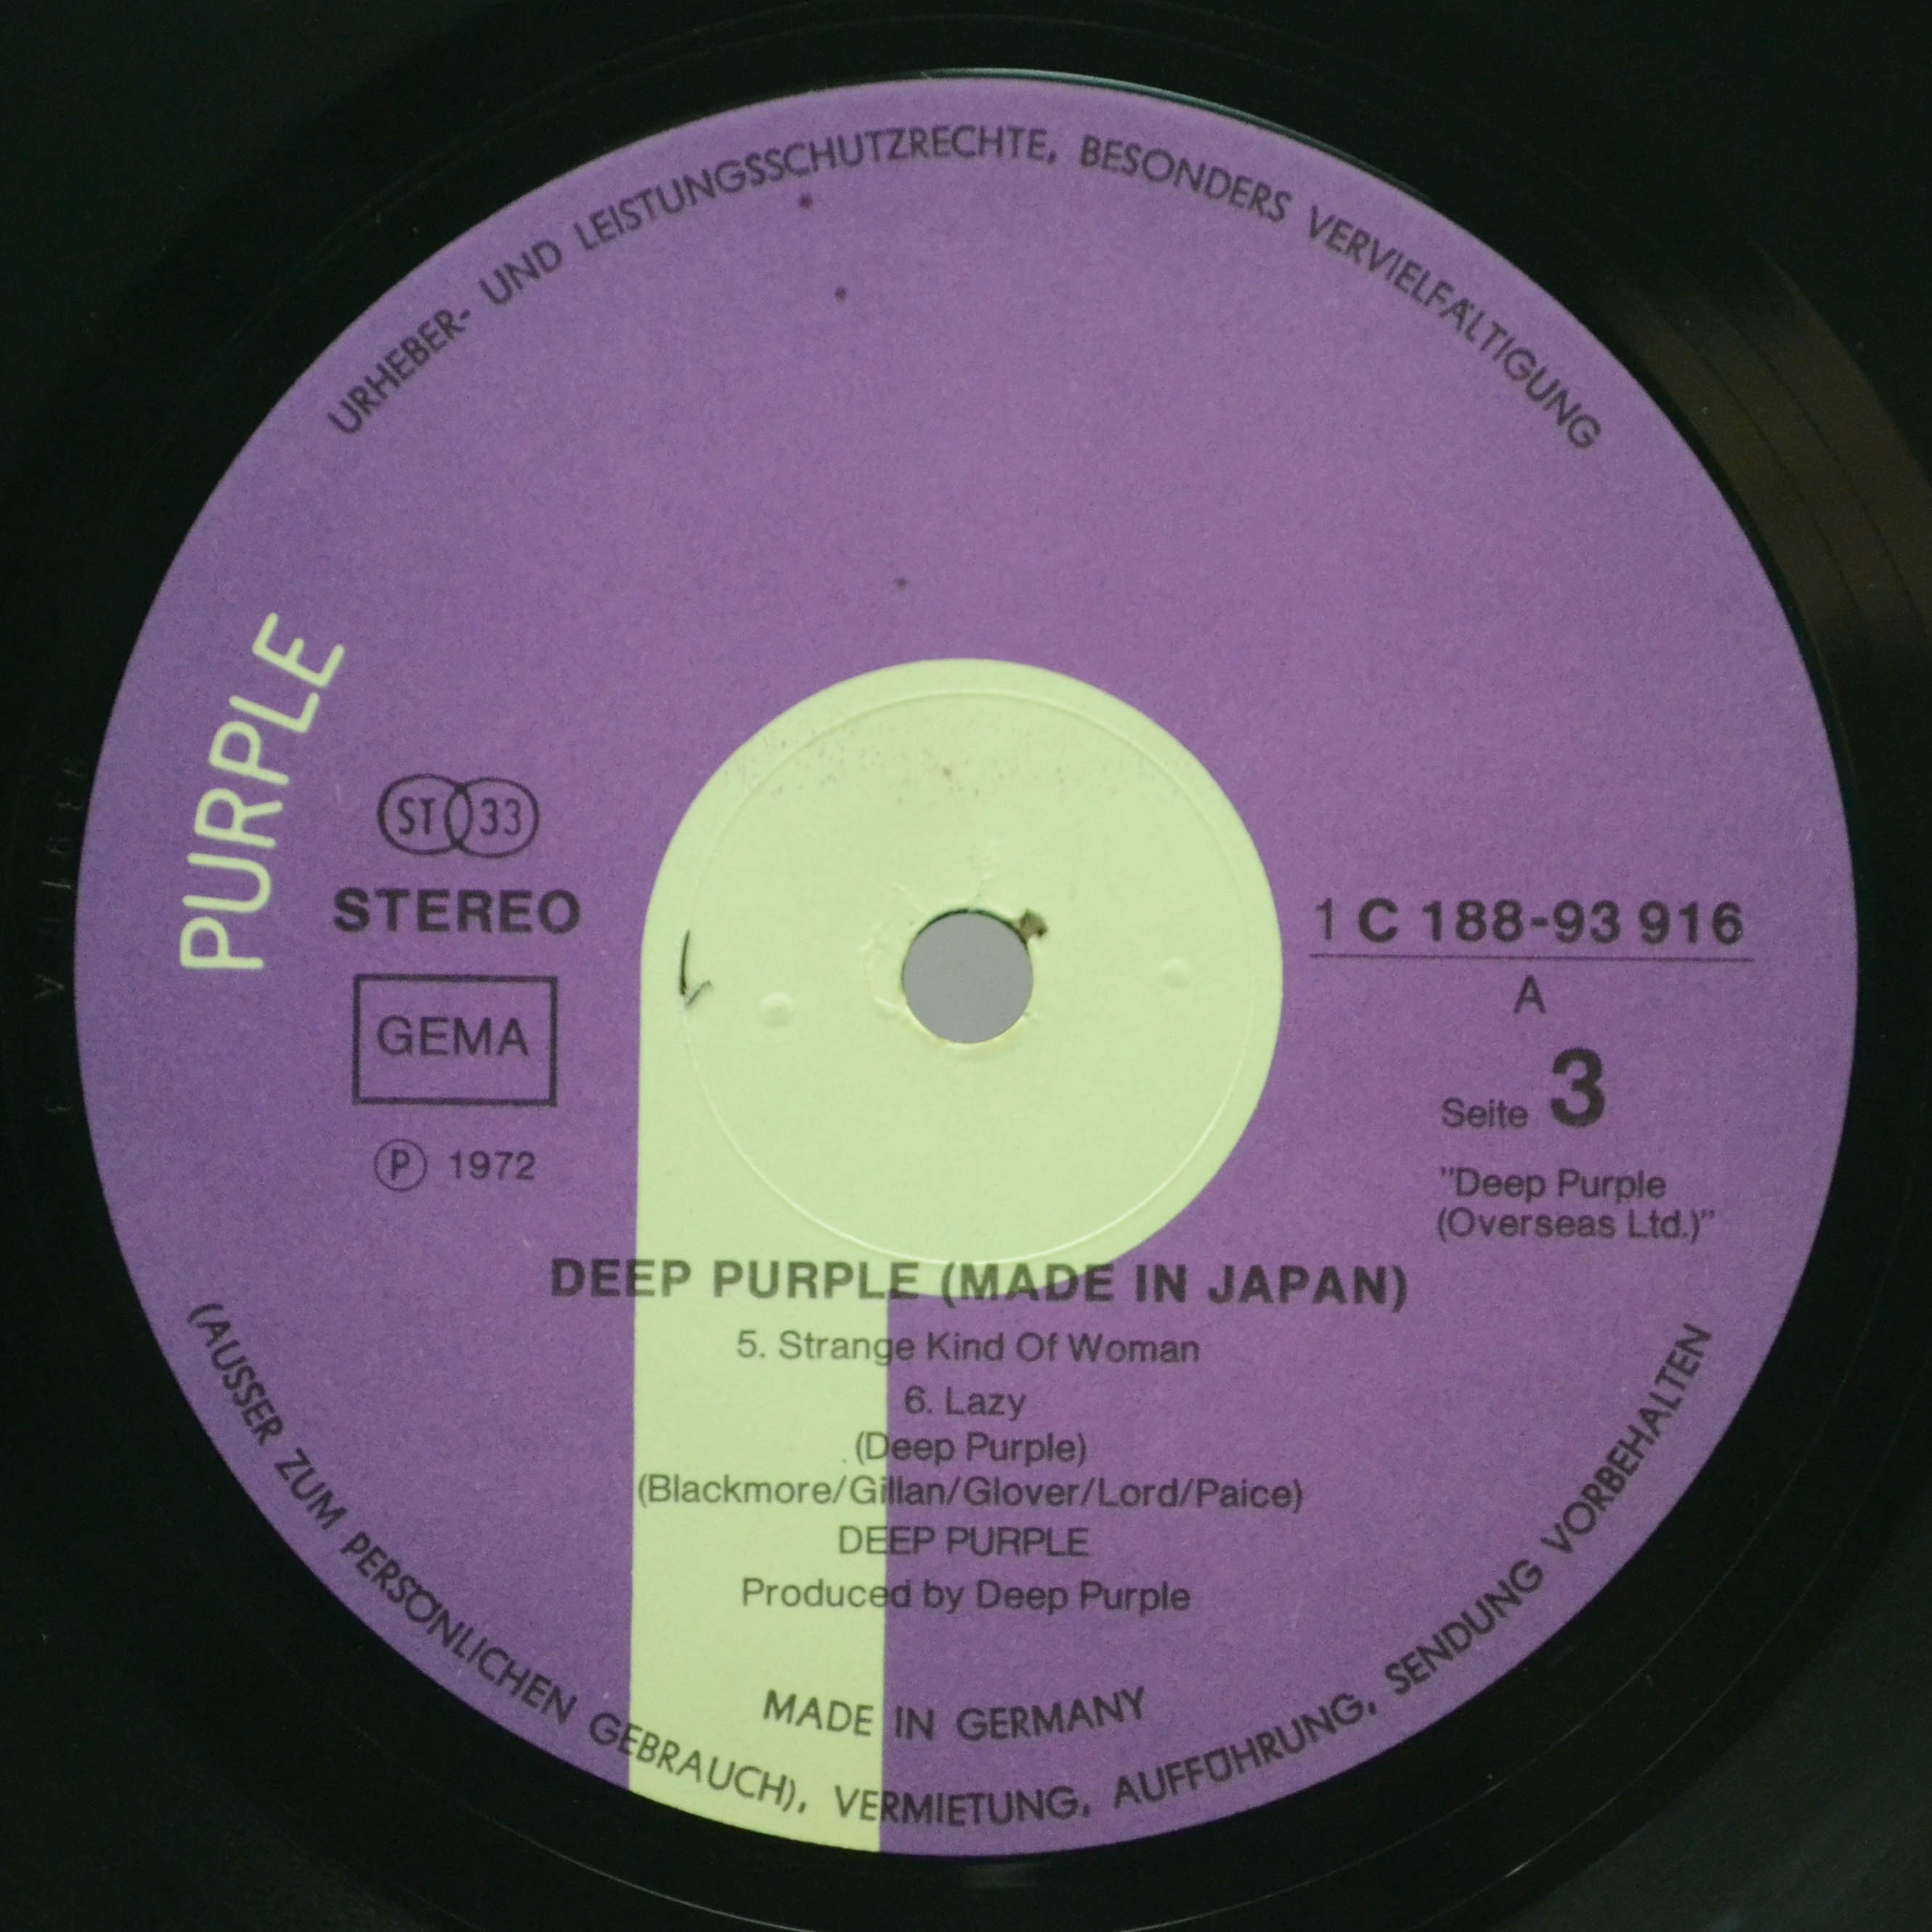 URHEBER- UND LEISTUNGSSCHUTZRECHTE, BESONDERS VERVIELFÄLTIGUNG
PURPLE
ST 33
STEREO
GEMA
Ⓟ 1972
1 C 188-93 916
A
Seite 3
"Deep Purple
(Overseas Ltd.)"
DEEP PURPLE (MADE IN JAPAN)
5. Strange Kind Of Woman
6. Lazy
(Deep Purple)
(Blackmore/Gillan/Glover/Lord/Paice)
DEEP PURPLE
Produced by Deep Purple
MADE IN GERMANY
(AUSSER ZUM PERSÖNLICHEN GEBRAUCH), VERMIETUNG, AUFFÜHRUNG, SENDUNG VORBEHALTEN